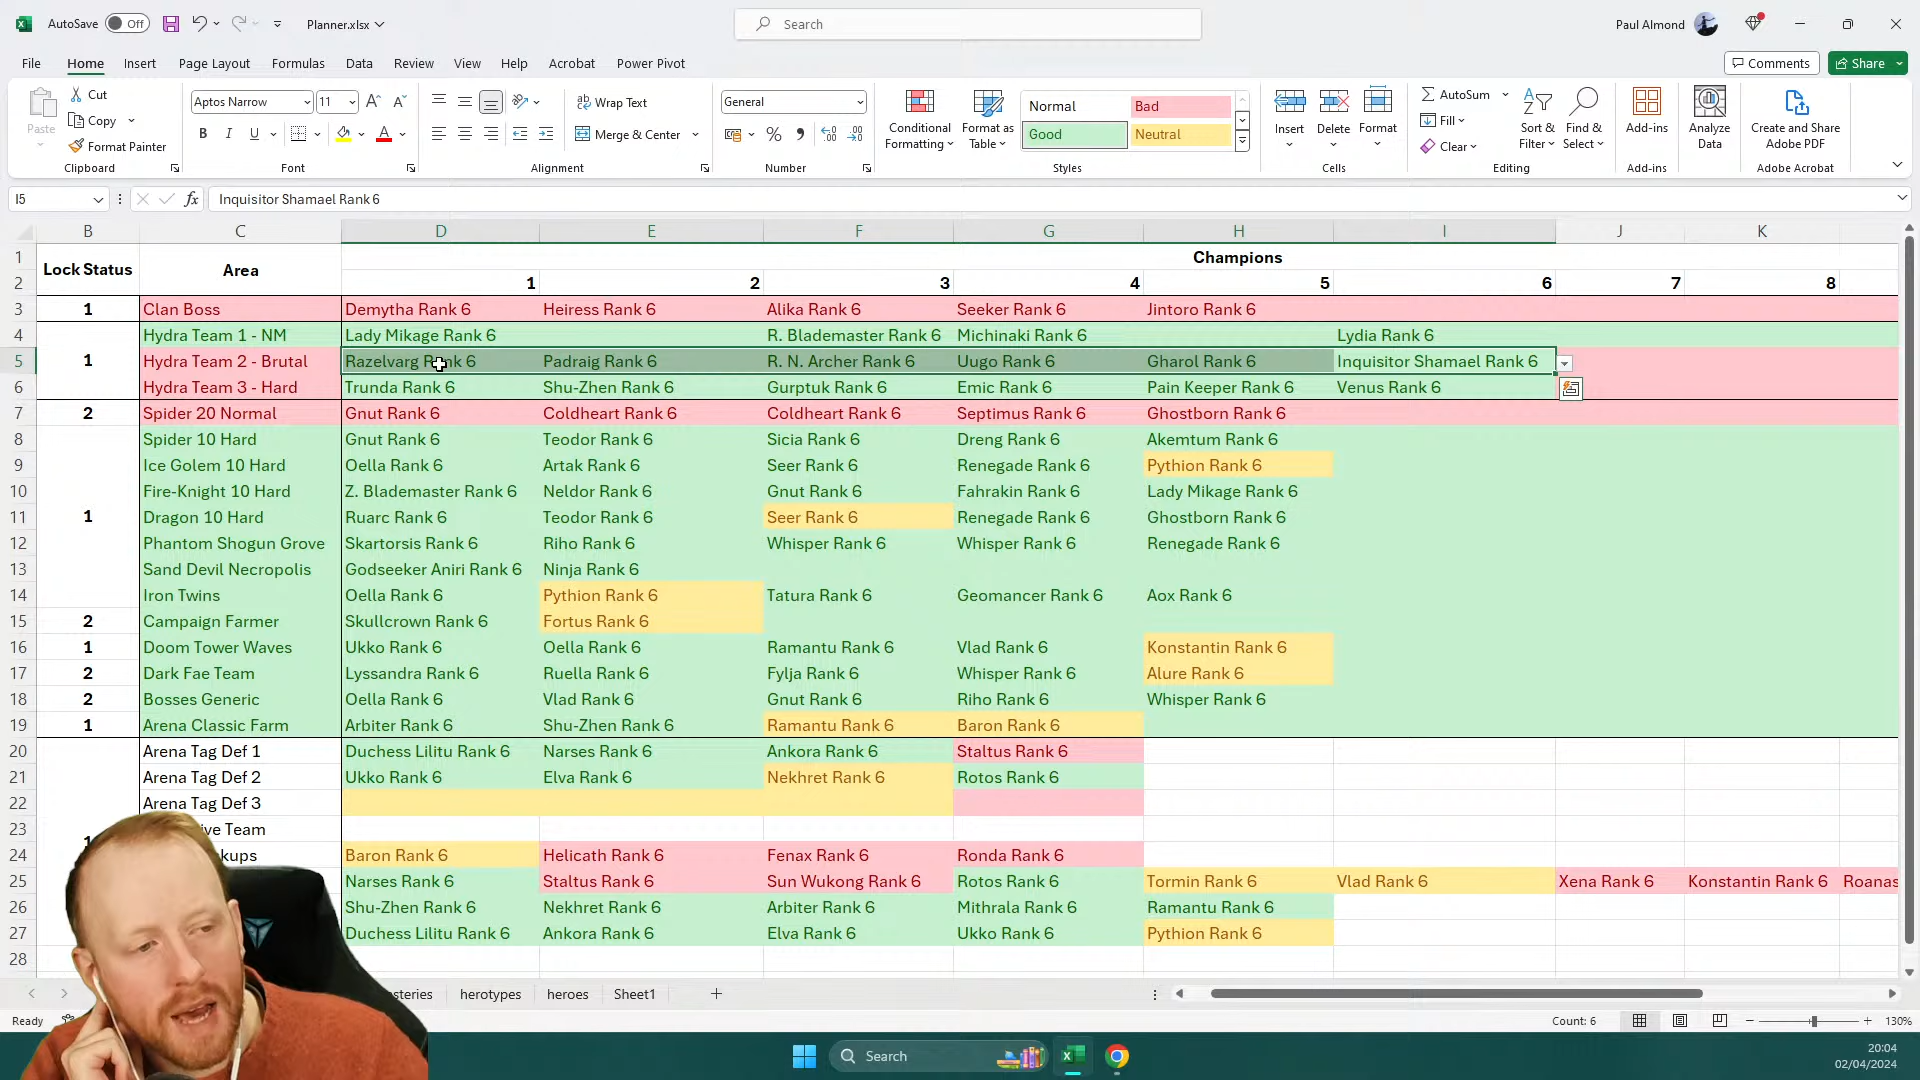 AutoSave Off Planner.xlsx Search Paul Almond
File Home Insert Page Layout Formulas Data Review View Help Acrobat Power Pivot Comments Share
Paste Cut Copy Format Painter
Aptos Narrow 11 B I U A
Wrap Text Merge & Center
General % ,
Conditional Formatting Format as Table
Normal Bad Good Neutral
Insert Delete Format
AutoSum Fill Clear Sort & Filter Find & Select
Add-ins Analyze Data Create and Share Adobe PDF
Clipboard Font Alignment Number Styles Cells Editing Add-ins Adobe Acrobat
I5 fx Inquisitor Shamael Rank 6
B C D E F G H I J K
1 Lock Status Area Champions
2 1 2 3 4 5 6 7 8
3 1 Clan Boss Demytha Rank 6 Heiress Rank 6 Alika Rank 6 Seeker Rank 6 Jintoro Rank 6
4 Hydra Team 1 - NM Lady Mikage Rank 6 R. Blademaster Rank 6 Michinaki Rank 6 Lydia Rank 6
5 1 Hydra Team 2 - Brutal Razelvarg Rank 6 Padraig Rank 6 R. N. Archer Rank 6 Uugo Rank 6 Gharol Rank 6 Inquisitor Shamael Rank 6
6 Hydra Team 3 - Hard Trunda Rank 6 Shu-Zhen Rank 6 Gurptuk Rank 6 Emic Rank 6 Pain Keeper Rank 6 Venus Rank 6
7 2 Spider 20 Normal Gnut Rank 6 Coldheart Rank 6 Coldheart Rank 6 Septimus Rank 6 Ghostborn Rank 6
8 Spider 10 Hard Gnut Rank 6 Teodor Rank 6 Sicia Rank 6 Dreng Rank 6 Akemtum Rank 6
9 Ice Golem 10 Hard Oella Rank 6 Artak Rank 6 Seer Rank 6 Renegade Rank 6 Pythion Rank 6
10 Fire-Knight 10 Hard Z. Blademaster Rank 6 Neldor Rank 6 Gnut Rank 6 Fahrakin Rank 6 Lady Mikage Rank 6
11 1 Dragon 10 Hard Ruarc Rank 6 Teodor Rank 6 Seer Rank 6 Renegade Rank 6 Ghostborn Rank 6
12 Phantom Shogun Grove Skartorsis Rank 6 Riho Rank 6 Whisper Rank 6 Whisper Rank 6 Renegade Rank 6
13 Sand Devil Necropolis Godseeker Aniri Rank 6 Ninja Rank 6
14 Iron Twins Oella Rank 6 Pythion Rank 6 Tatura Rank 6 Geomancer Rank 6 Aox Rank 6
15 2 Campaign Farmer Skullcrown Rank 6 Fortus Rank 6
16 1 Doom Tower Waves Ukko Rank 6 Oella Rank 6 Ramantu Rank 6 Vlad Rank 6 Konstantin Rank 6
17 2 Dark Fae Team Lyssandra Rank 6 Ruella Rank 6 Fylja Rank 6 Whisper Rank 6 Alure Rank 6
18 2 Bosses Generic Oella Rank 6 Vlad Rank 6 Gnut Rank 6 Riho Rank 6 Whisper Rank 6
19 1 Arena Classic Farm Arbiter Rank 6 Shu-Zhen Rank 6 Ramantu Rank 6 Baron Rank 6
20 Arena Tag Def 1 Duchess Lilitu Rank 6 Narses Rank 6 Ankora Rank 6 Staltus Rank 6
21 Arena Tag Def 2 Ukko Rank 6 Elva Rank 6 Nekhret Rank 6 Rotos Rank 6
22 Arena Tag Def 3
23 Team
24 Baron Rank 6 Helicath Rank 6 Fenax Rank 6 Ronda Rank 6
25 Narses Rank 6 Staltus Rank 6 Sun Wukong Rank 6 Rotos Rank 6 Tormin Rank 6 Vlad Rank 6 Xena Rank 6 Konstantin Rank 6 Roanas
26 Shu-Zhen Rank 6 Nekhret Rank 6 Arbiter Rank 6 Mithrala Rank 6 Ramantu Rank 6
27 Duchess Lilitu Rank 6 Ankora Rank 6 Elva Rank 6 Ukko Rank 6 Pythion Rank 6
28
herotypes heroes Sheet1
Ready Count: 6 130%
Search 20:04
02/04/2024